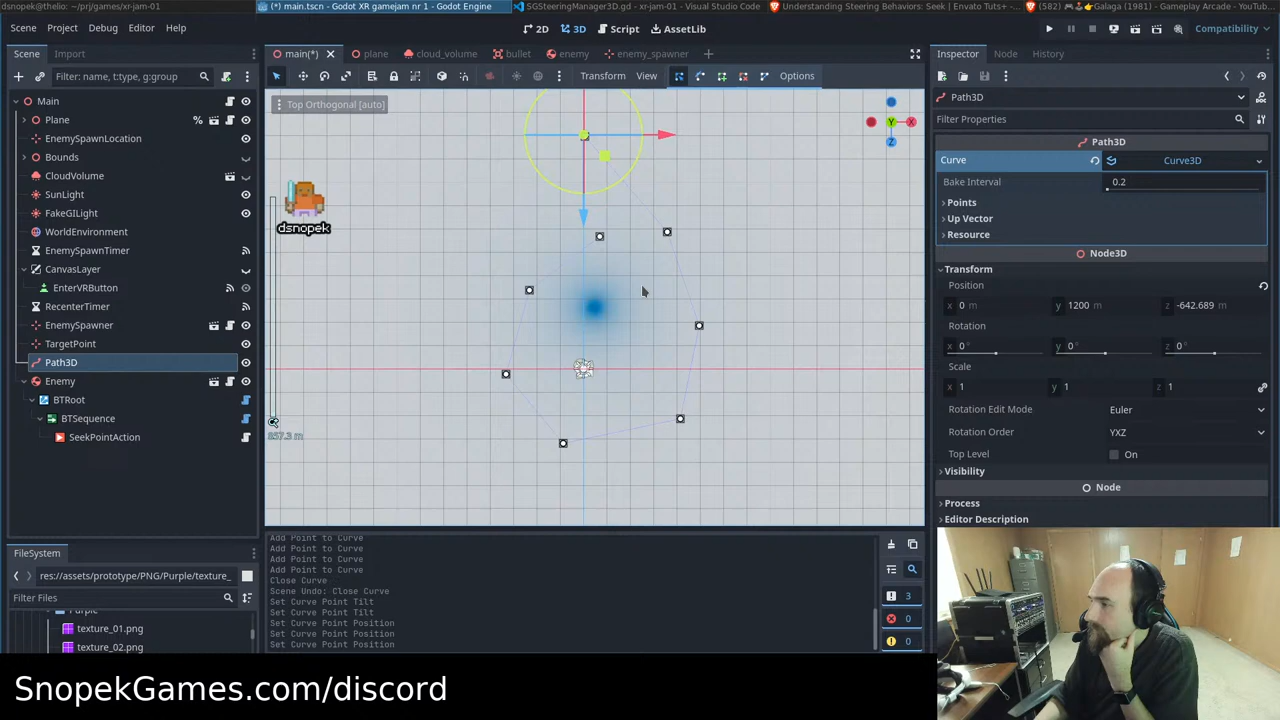 dsnopek@thelio: ~/prj/games/xr-jam-01
(*) main.tscn - Godot XR gamejam nr 1 - Godot Engine
SGSteeringManager3D.gd - xr-jam-01 - Visual Studio Code
Understanding Steering Behaviors: Seek | Envato Tuts+ - ...
(582) Galaga (1981) - Gameplay Arcade - YouT...
Scene Project Debug Editor Help
2D 3D Script AssetLib
Compatibility
Scene Import
main(*) plane cloud_volume bullet enemy enemy_spawner
Inspector Node History
Filter: name, t:type, g:group
Transform View Options
Top Orthogonal [auto]
Y X Z
Main
Plane %
EnemySpawnLocation
Bounds
CloudVolume
SunLight
FakeGILight
WorldEnvironment
EnemySpawnTimer
CanvasLayer
EnterVRButton
RecenterTimer
EnemySpawner
TargetPoint
Path3D
Enemy
BTRoot
BTSequence
SeekPointAction
dsnopek
857.3 m
Path3D
Filter Properties
Path3D
Curve Curve3D
Bake Interval 0.2
Points
Up Vector
Resource
Node3D
Transform
Position
x 0 m y 1200 m z -642.689 m
Rotation
x 0 ° y 0 ° z 0 °
Scale
x 1 y 1 z 1
Rotation Edit Mode Euler
Rotation Order YXZ
Top Level On
Visibility
Node
Process
Editor Description
FileSystem
res://assets/prototype/PNG/Purple/texture_
Filter Files
Purple
texture_01.png
texture_02.png
Add Point to Curve
Add Point to Curve
Add Point to Curve
Add Point to Curve
Close Curve
Scene Undo: Close Curve
Set Curve Point Tilt
Set Curve Point Tilt
Set Curve Point Position
Set Curve Point Position
Set Curve Point Position
3
0
0
SnopekGames.com/discord